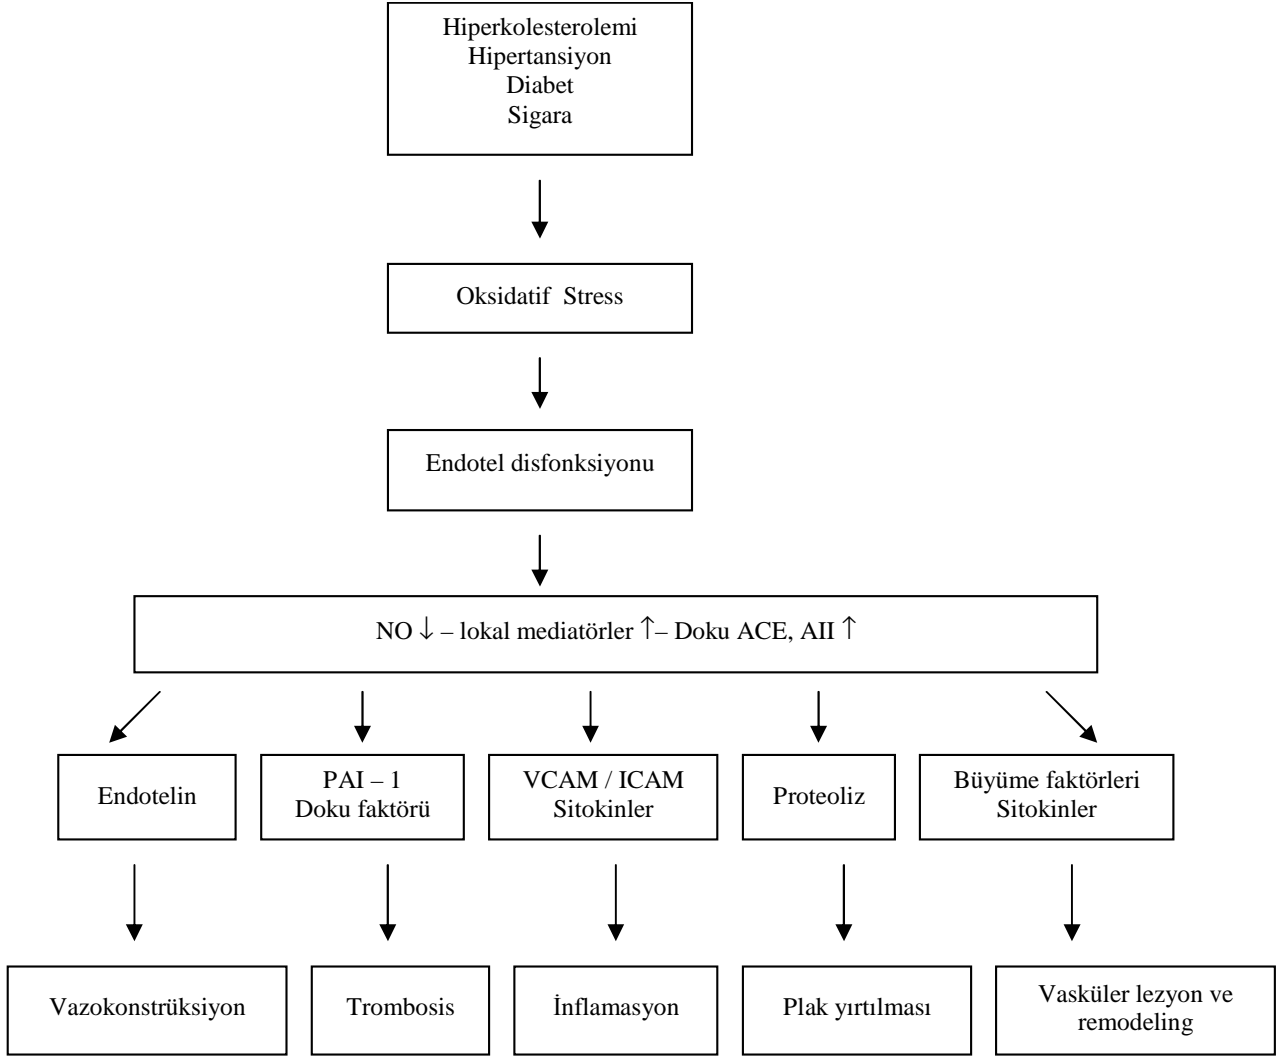 Hiperkolesterolemi
Hipertansiyon
Diabet
Sigara
Oksidatif Stress
Endotel disfonksiyonu
NO ↓ – lokal mediatörler ↑– Doku ACE, AII ↑
Endotelin
PAI – 1
Doku faktörü
VCAM / ICAM
Sitokinler
Proteoliz
Büyüme faktörleri
Sitokinler
Vazokonstrüksiyon
Trombosis
İnflamasyon
Plak yırtılması
Vasküler lezyon ve
remodeling